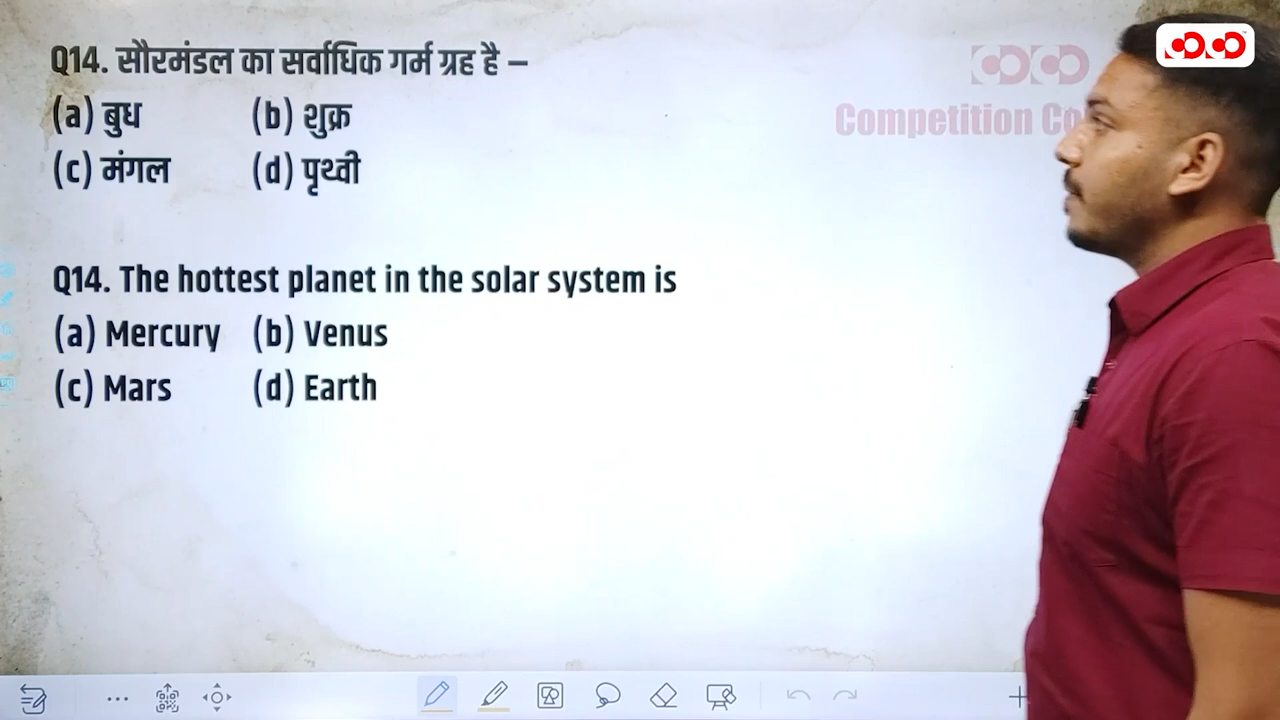 Q14. सौरमंडल का सर्वाधिक गर्म ग्रह है –
(a) बुध (b) शुक्र
(c) मंगल (d) पृथ्वी
Competition
Q14. The hottest planet in the solar system is
(a) Mercury (b) Venus
(c) Mars (d) Earth